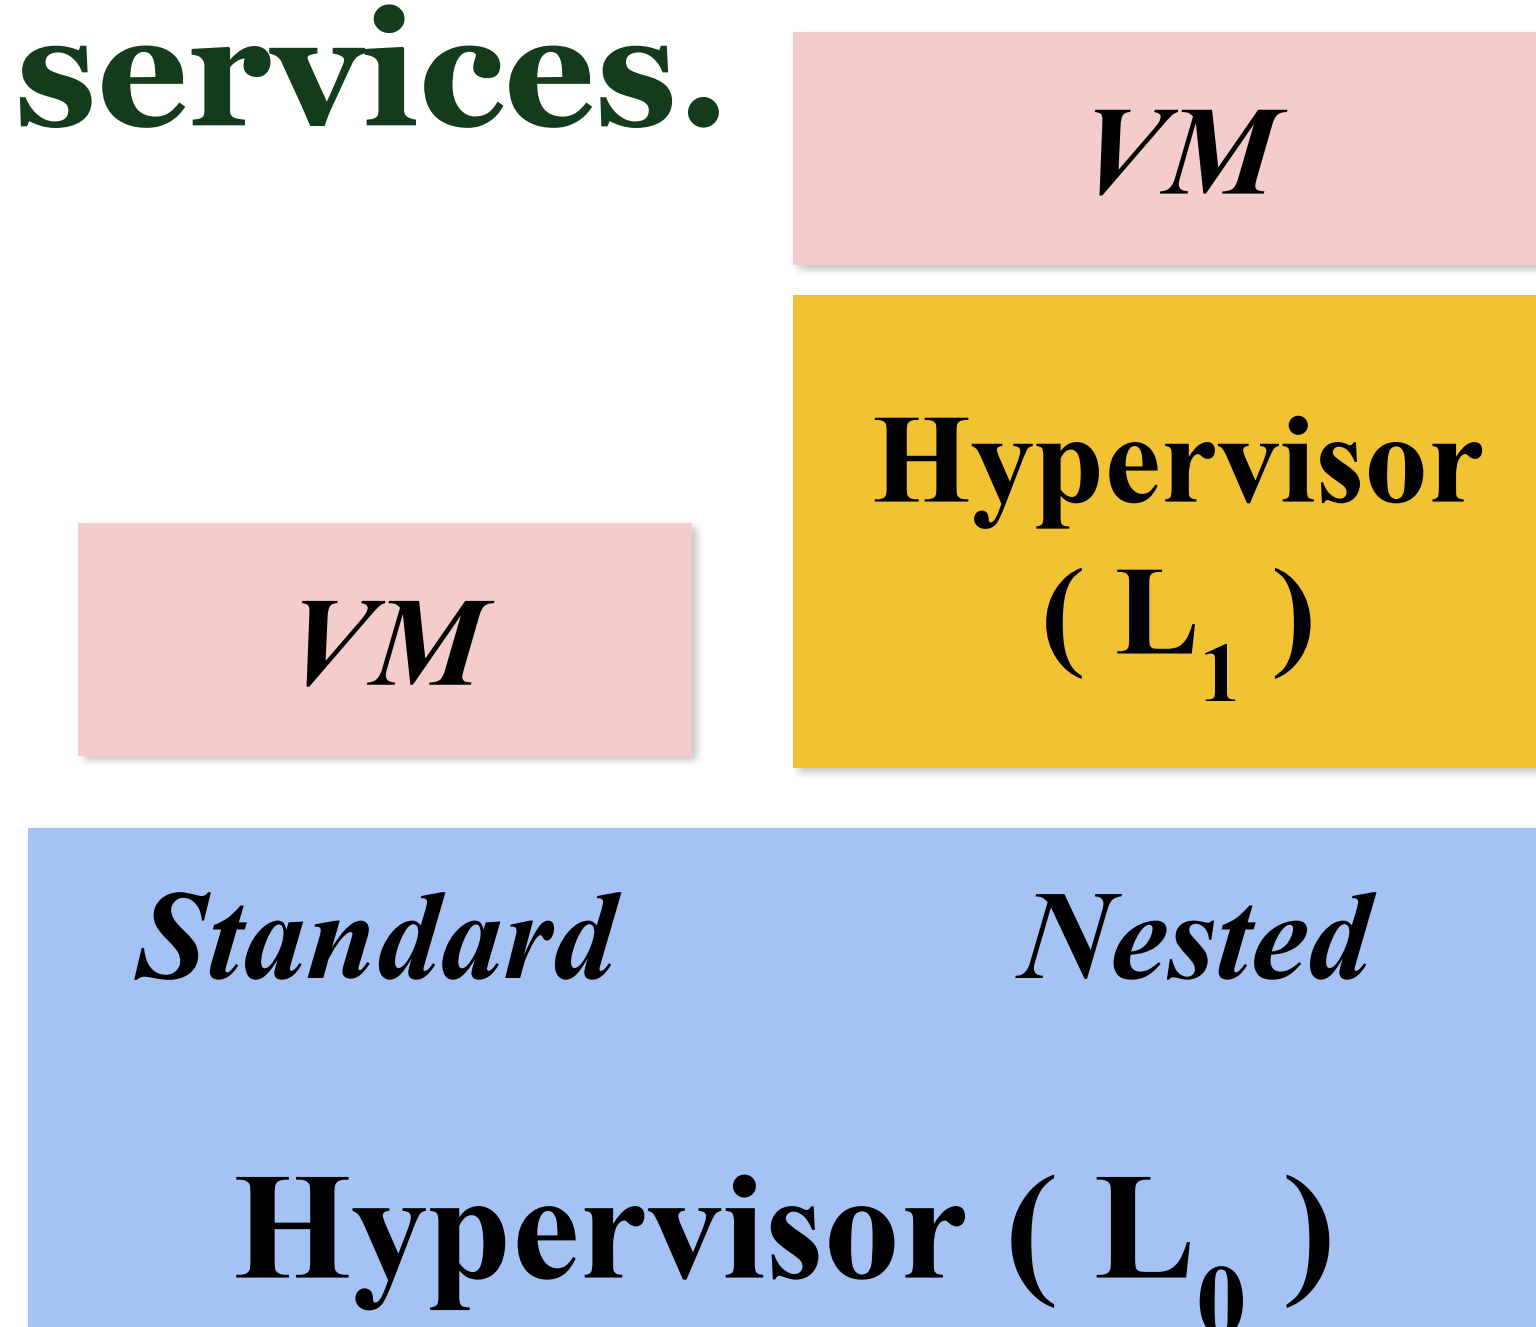 services.
VM
Hypervisor
( L₁ )
VM
Standard
Nested
Hypervisor ( L₀ )